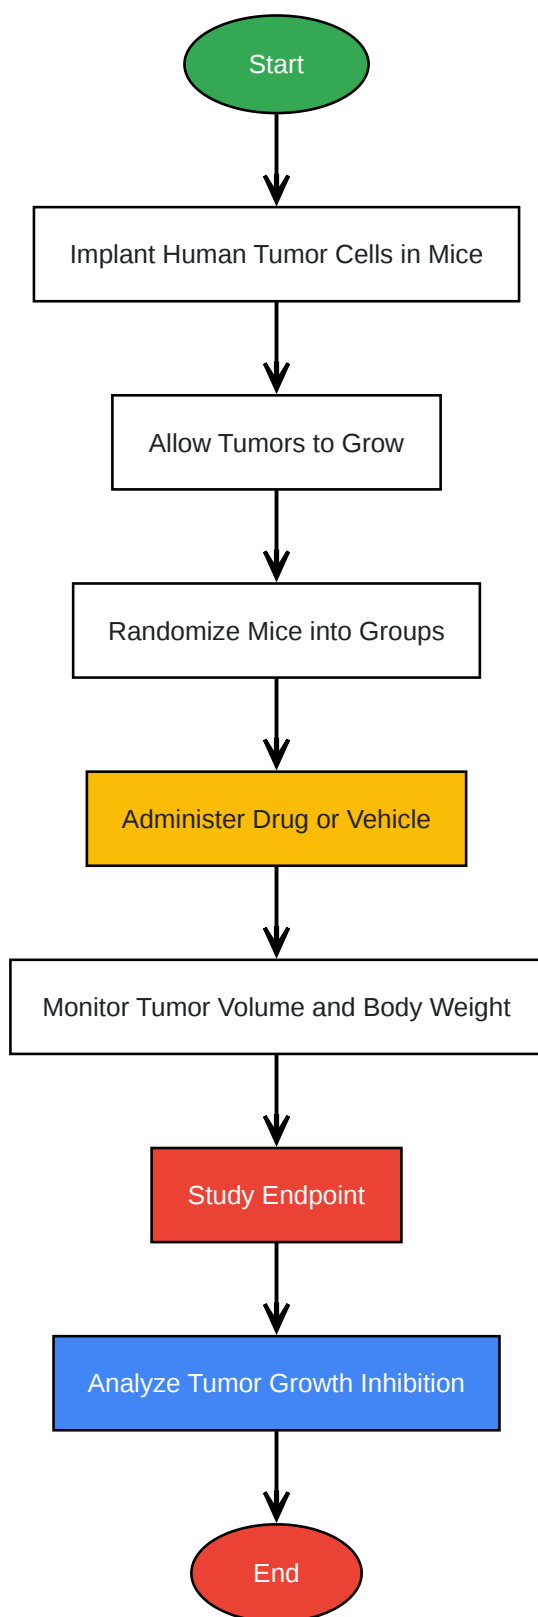 Start
Implant Human Tumor Cells in Mice
Allow Tumors to Grow
Randomize Mice into Groups
Administer Drug or Vehicle
Monitor Tumor Volume and Body Weight
Study Endpoint
Analyze Tumor Growth Inhibition
End